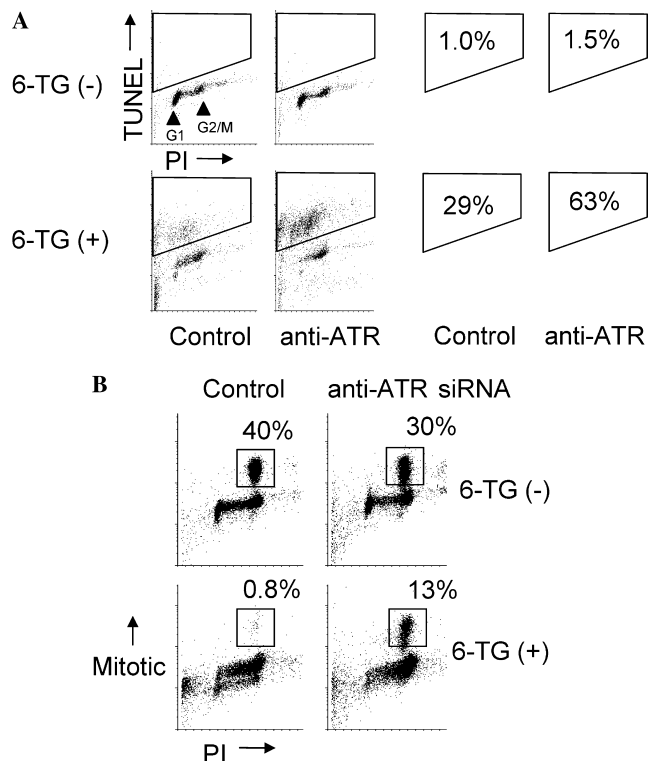 A
TUNEL
6-TG (-)
G1
G2/M
PI
1.0%
1.5%
6-TG (+)
29%
63%
Control
anti-ATR
Control
anti-ATR
B
Control
anti-ATR siRNA
40%
30%
6-TG (-)
0.8%
13%
Mitotic
6-TG (+)
PI